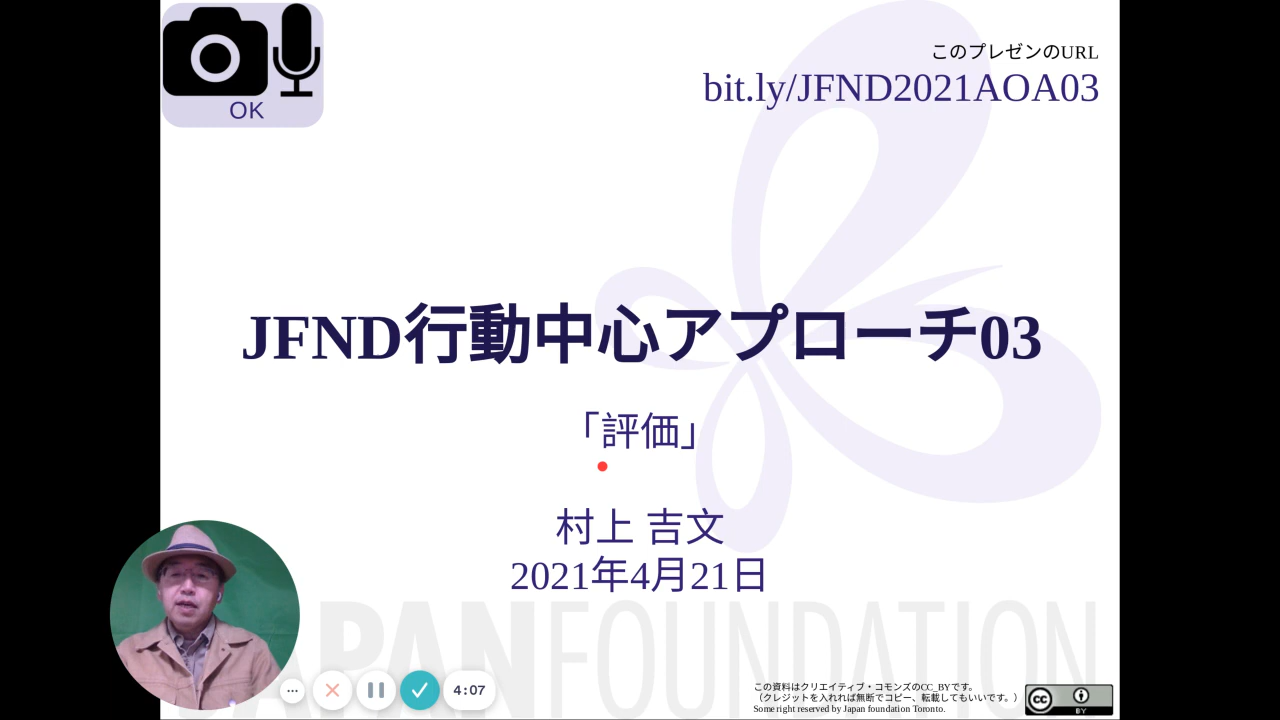 OK
このプレゼンのURL
bit.ly/JFND2021AOA03
JFND行動中心アプローチ03
「評価」
村上 吉文
2021年4月21日
JAPANFOUNDATION
4:07
この資料はクリエイティブ・コモンズのCC_BYです。
（クレジットを入れれば無断でコピー、転載してもいいです。）
Some right reserved by Japan foundation Toronto.
CC
BY